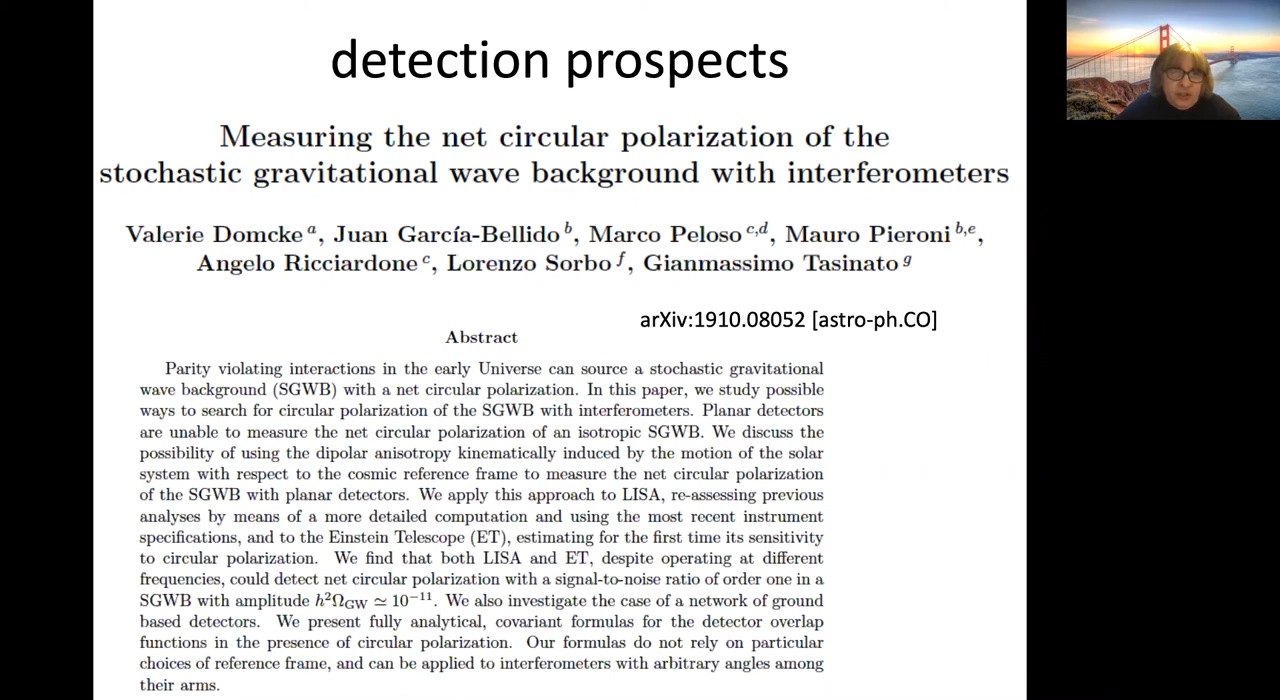 detection prospects
Measuring the net circular polarization of the
stochastic gravitational wave background with interferometers
Valerie Domcke a, Juan García-Bellido b, Marco Peloso c,d, Mauro Pieroni b,e,
Angelo Ricciardone c, Lorenzo Sorbo f, Gianmassimo Tasinato g
arXiv:1910.08052 [astro-ph.CO]
Abstract
Parity violating interactions in the early Universe can source a stochastic gravitational
wave background (SGWB) with a net circular polarization. In this paper, we study possible
ways to search for circular polarization of the SGWB with interferometers. Planar detectors
are unable to measure the net circular polarization of an isotropic SGWB. We discuss the
possibility of using the dipolar anisotropy kinematically induced by the motion of the solar
system with respect to the cosmic reference frame to measure the net circular polarization
of the SGWB with planar detectors. We apply this approach to LISA, re-assessing previous
analyses by means of a more detailed computation and using the most recent instrument
specifications, and to the Einstein Telescope (ET), estimating for the first time its sensitivity
to circular polarization. We find that both LISA and ET, despite operating at different
frequencies, could detect net circular polarization with a signal-to-noise ratio of order one in a
SGWB with amplitude h²Ω_GW ≃ 10⁻¹¹. We also investigate the case of a network of ground
based detectors. We present fully analytical, covariant formulas for the detector overlap
functions in the presence of circular polarization. Our formulas do not rely on particular
choices of reference frame, and can be applied to interferometers with arbitrary angles among
their arms.